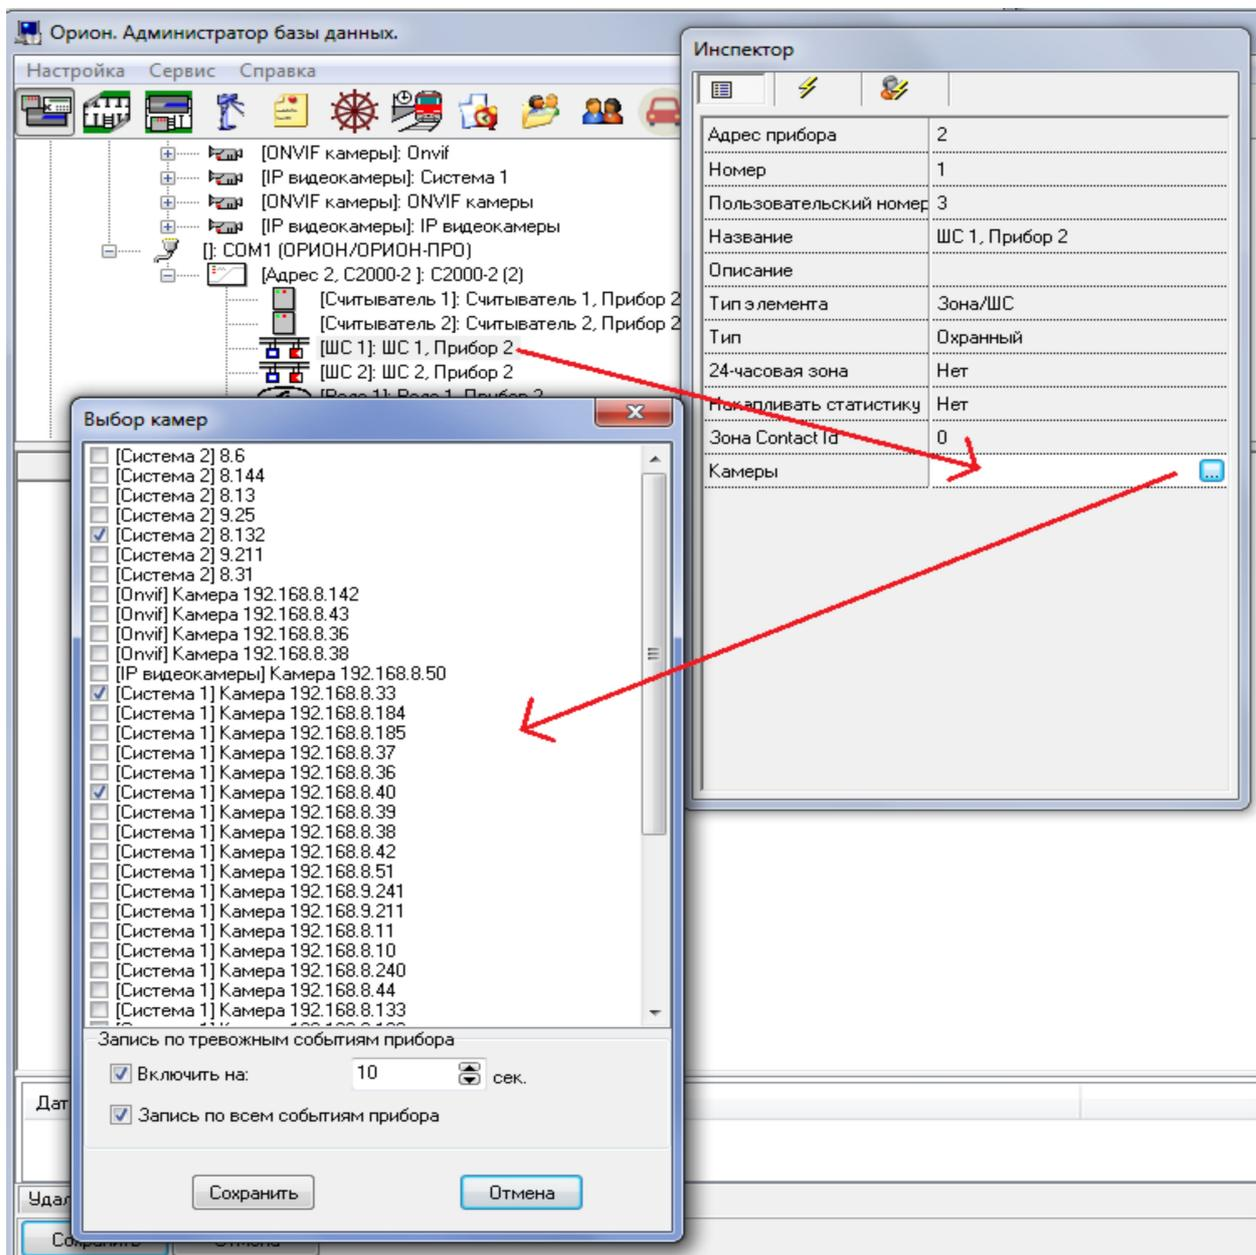 Орион. Администратор базы данных.
Настройка Сервис Справка
[ONVIF камеры]: Onvif
[IP видеокамеры]: Система 1
[ONVIF камеры]: ONVIF камеры
[IP видеокамеры]: IP видеокамеры
[]: COM1 (ОРИОН/ОРИОН-ПРО)
[Адрес 2, С2000-2 ]: С2000-2 (2)
[Считыватель 1]: Считыватель 1, Прибор 2
[Считыватель 2]: Считыватель 2, Прибор 2
[ШС 1]: ШС 1, Прибор 2
[ШС 2]: ШС 2, Прибор 2
Инспектор
Адрес прибора 2
Номер 1
Пользовательский номер 3
Название ШС 1, Прибор 2
Описание
Тип элемента Зона/ШС
Тип Охранный
24-часовая зона Нет
Накапливать статистику Нет
Зона Contact Id 0
Камеры ...
Выбор камер
[Система 2] 8.6
[Система 2] 8.144
[Система 2] 8.13
[Система 2] 9.25
[Система 2] 8.132
[Система 2] 9.211
[Система 2] 8.31
[Onvif] Камера 192.168.8.142
[Onvif] Камера 192.168.8.43
[Onvif] Камера 192.168.8.36
[Onvif] Камера 192.168.8.38
[IP видеокамеры] Камера 192.168.8.50
[Система 1] Камера 192.168.8.33
[Система 1] Камера 192.168.8.184
[Система 1] Камера 192.168.8.185
[Система 1] Камера 192.168.8.37
[Система 1] Камера 192.168.8.36
[Система 1] Камера 192.168.8.40
[Система 1] Камера 192.168.8.39
[Система 1] Камера 192.168.8.38
[Система 1] Камера 192.168.8.42
[Система 1] Камера 192.168.8.51
[Система 1] Камера 192.168.9.241
[Система 1] Камера 192.168.9.211
[Система 1] Камера 192.168.8.11
[Система 1] Камера 192.168.8.10
[Система 1] Камера 192.168.8.240
[Система 1] Камера 192.168.8.44
[Система 1] Камера 192.168.8.133
Запись по тревожным событиям прибора
Включить на: 10 сек.
Запись по всем событиям прибора
Сохранить Отмена
Дат
Удал